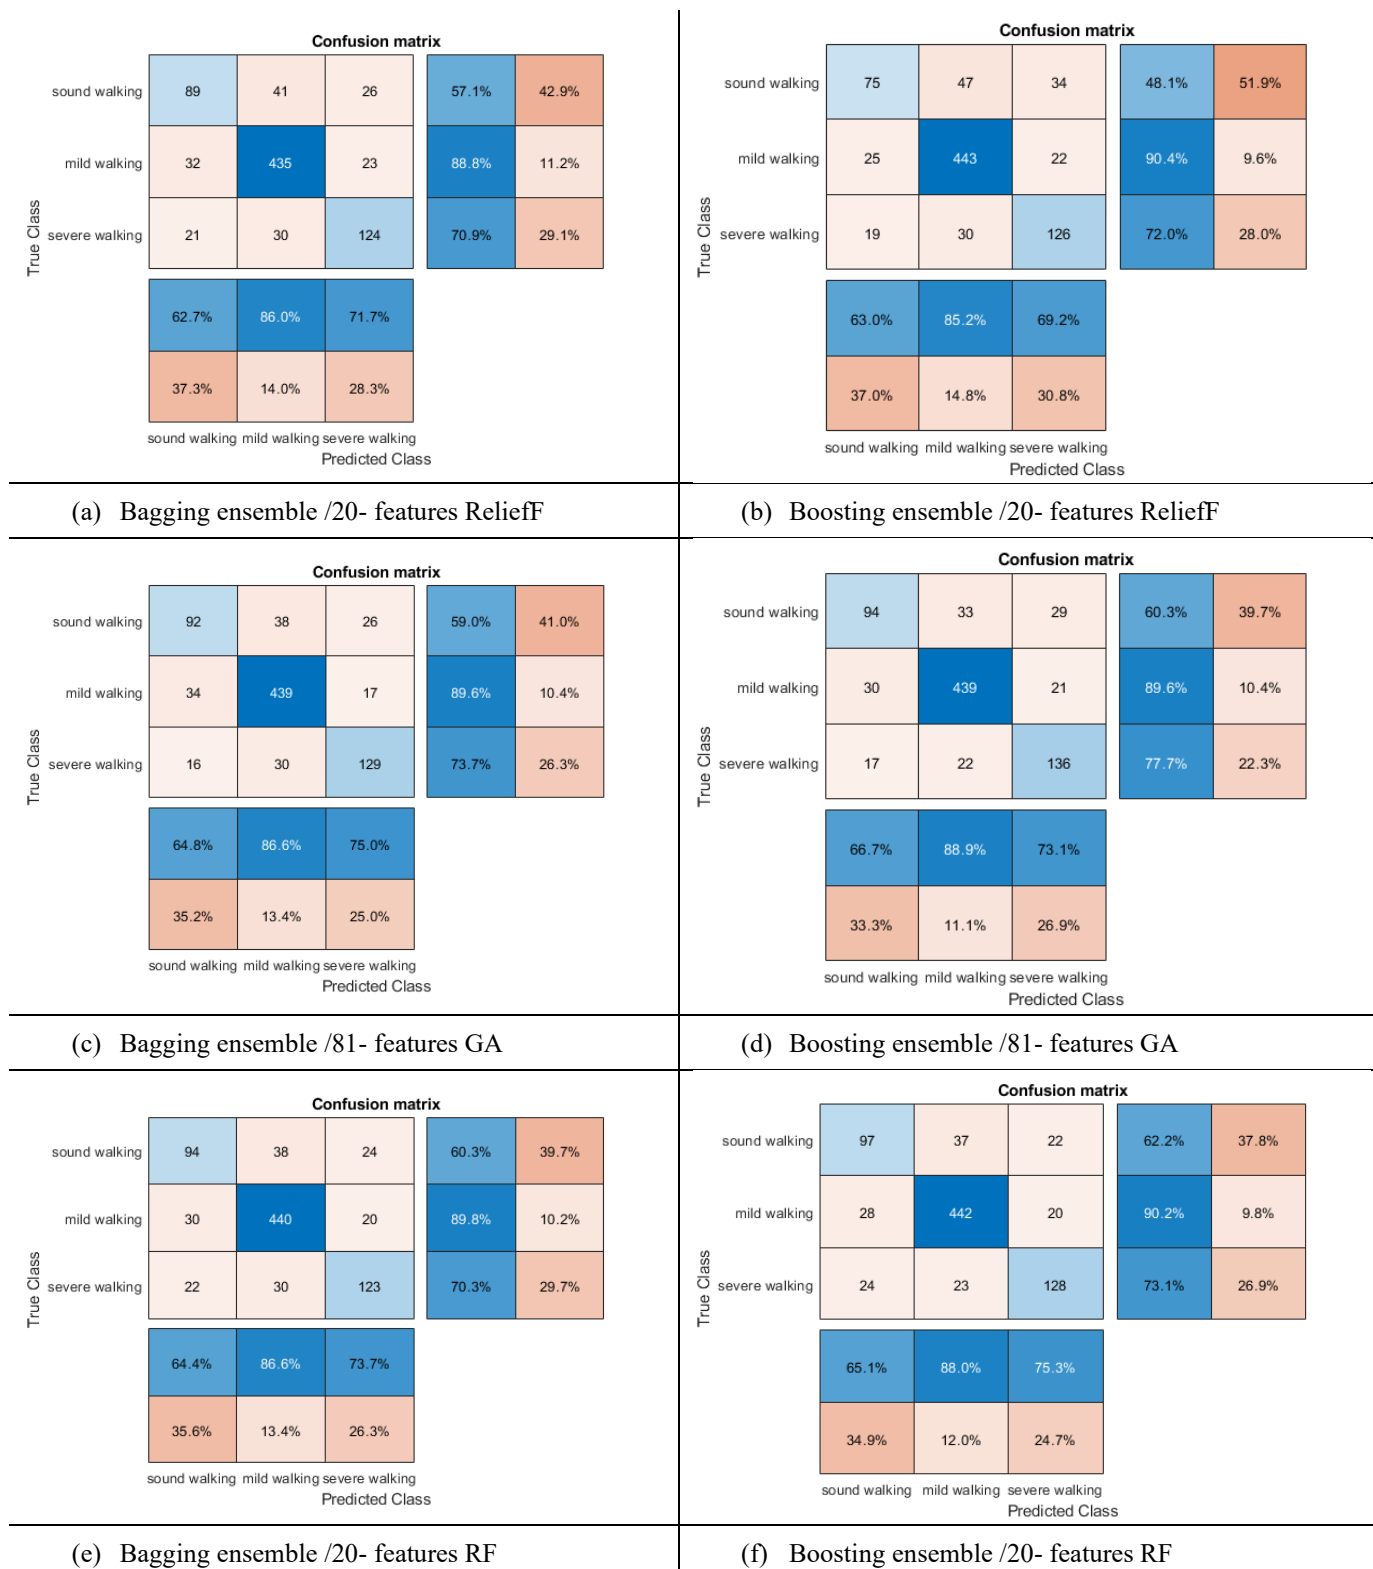 Confusion matrix
sound walking 89 41 26 57.1% 42.9%
mild walking 32 435 23 88.8% 11.2%
severe walking 21 30 124 70.9% 29.1%
True Class
62.7% 86.0% 71.7%
37.3% 14.0% 28.3%
sound walking mild walking severe walking
Predicted Class
(a) Bagging ensemble /20- features ReliefF
Confusion matrix
sound walking 75 47 34 48.1% 51.9%
mild walking 25 443 22 90.4% 9.6%
severe walking 19 30 126 72.0% 28.0%
True Class
63.0% 85.2% 69.2%
37.0% 14.8% 30.8%
sound walking mild walking severe walking
Predicted Class
(b) Boosting ensemble /20- features ReliefF
Confusion matrix
sound walking 92 38 26 59.0% 41.0%
mild walking 34 439 17 89.6% 10.4%
severe walking 16 30 129 73.7% 26.3%
True Class
64.8% 86.6% 75.0%
35.2% 13.4% 25.0%
sound walking mild walking severe walking
Predicted Class
(c) Bagging ensemble /81- features GA
Confusion matrix
sound walking 94 33 29 60.3% 39.7%
mild walking 30 439 21 89.6% 10.4%
severe walking 17 22 136 77.7% 22.3%
True Class
66.7% 88.9% 73.1%
33.3% 11.1% 26.9%
sound walking mild walking severe walking
Predicted Class
(d) Boosting ensemble /81- features GA
Confusion matrix
sound walking 94 38 24 60.3% 39.7%
mild walking 30 440 20 89.8% 10.2%
severe walking 22 30 123 70.3% 29.7%
True Class
64.4% 86.6% 73.7%
35.6% 13.4% 26.3%
sound walking mild walking severe walking
Predicted Class
(e) Bagging ensemble /20- features RF
Confusion matrix
sound walking 97 37 22 62.2% 37.8%
mild walking 28 442 20 90.2% 9.8%
severe walking 24 23 128 73.1% 26.9%
True Class
65.1% 88.0% 75.3%
34.9% 12.0% 24.7%
sound walking mild walking severe walking
Predicted Class
(f) Boosting ensemble /20- features RF